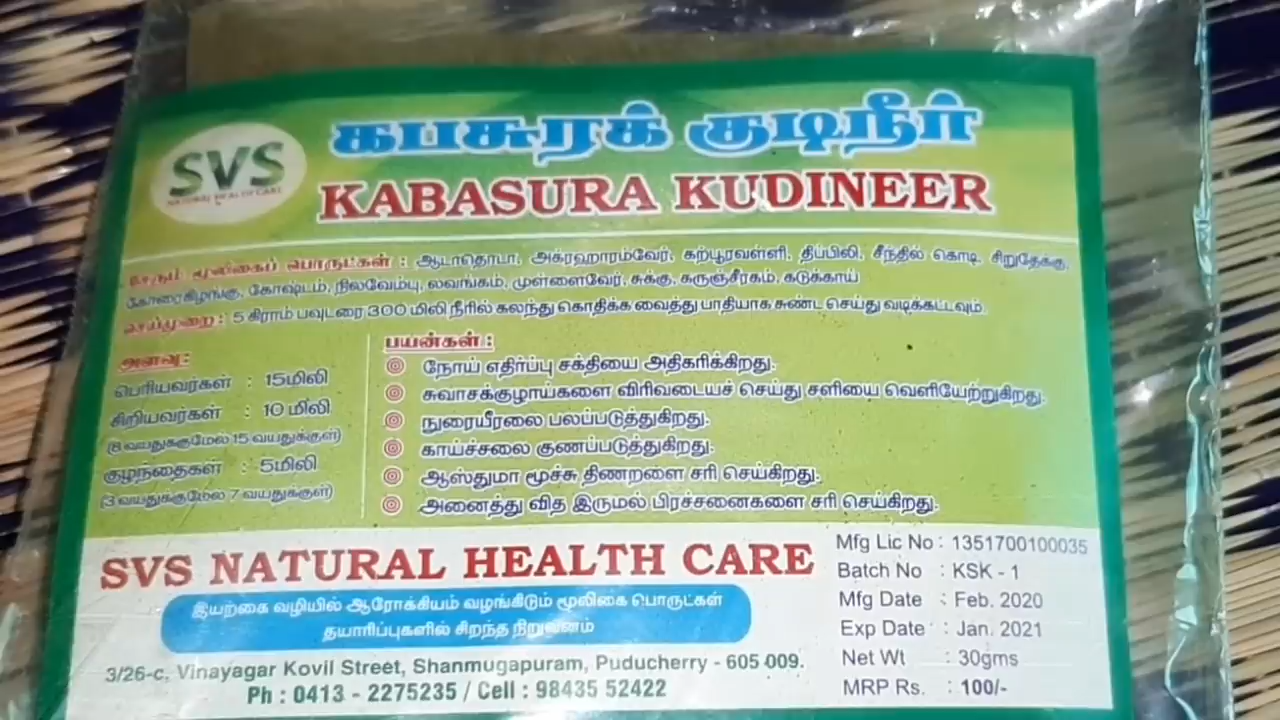 கபசுரக் குடிநீர்
SVS
NATURAL HEALTH CARE
KABASURA KUDINEER
சேரும் மூலிகைப் பொருட்கள் : ஆடாதொடா, அக்ரஹாரம்வேர், கற்பூரவள்ளி, திப்பிலி, சீந்தில் கொடி, சிறுதேக்கு,
கோரைகிழங்கு, கோஷ்டம், நிலவேம்பு, லவங்கம், முள்ளைவேர், சுக்கு, கருஞ்சீரகம், கடுக்காய்
செய்முறை: 5 கிராம் பவுடரை 300 மிலி நீரில் கலந்து கொதிக்க வைத்து பாதியாக சுண்ட செய்து வடிக்கட்டவும்.
அளவு:
பெரியவர்கள் : 15மிலி
சிறியவர்கள் : 10 மிலி
(8 வயதுக்குமேல் 15 வயதுக்குள்)
குழந்தைகள் : 5மிலி
(3 வயதுக்குமேல் 7 வயதுக்குள்)
பயன்கள் :
நோய் எதிர்ப்பு சக்தியை அதிகரிக்கிறது.
சுவாசக்குழாய்களை விரிவடையச் செய்து சளியை வெளியேற்றுகிறது.
நுரையீரலை பலப்படுத்துகிறது.
காய்ச்சலை குணப்படுத்துகிறது.
ஆஸ்துமா மூச்சு திணறளை சரி செய்கிறது.
அனைத்து வித இருமல் பிரச்சனைகளை சரி செய்கிறது.
SVS NATURAL HEALTH CARE
இயற்கை வழியில் ஆரோக்கியம் வழங்கிடும் மூலிகை பொருட்கள்
தயாரிப்புகளில் சிறந்த நிறுவனம்
3/26-c, Vinayagar Kovil Street, Shanmugapuram, Puducherry - 605 009.
Ph : 0413 - 2275235 / Cell : 98435 52422
Mfg Lic No : 1351700100035
Batch No : KSK - 1
Mfg Date : Feb. 2020
Exp Date : Jan. 2021
Net Wt : 30gms
MRP Rs. : 100/-